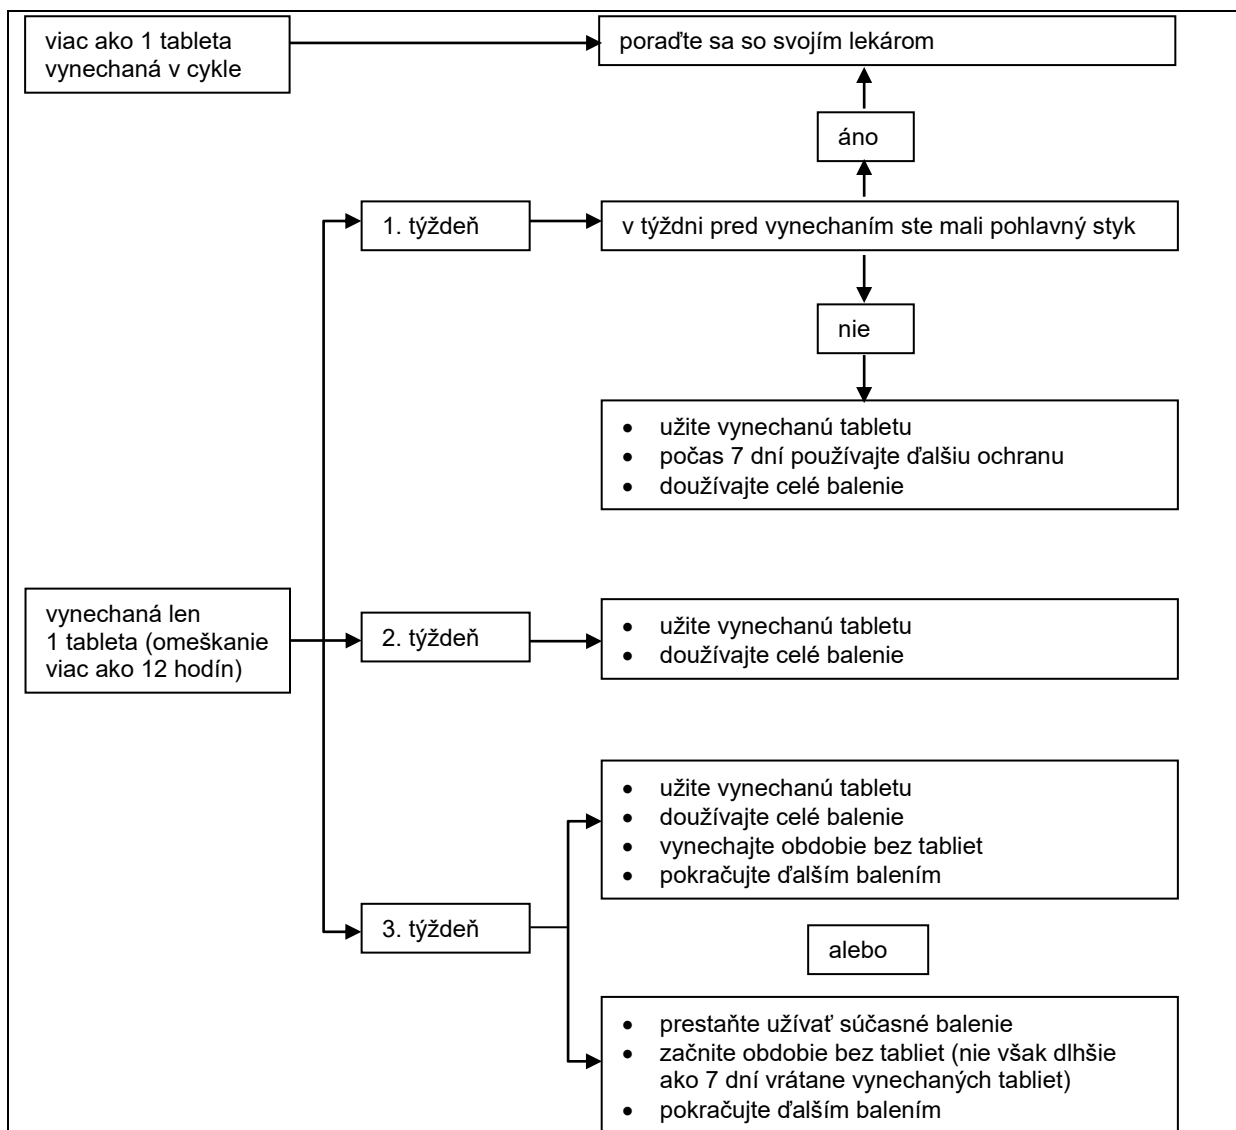 viac ako 1 tableta
vynechaná v cykle
poraďte sa so svojím lekárom
áno
1. týždeň
v týždni pred vynechaním ste mali pohlavný styk
nie
• užite vynechanú tabletu
• počas 7 dní používajte ďalšiu ochranu
• doužívajte celé balenie
vynechaná len
1 tableta (omeškanie
viac ako 12 hodín)
2. týždeň
• užite vynechanú tabletu
• doužívajte celé balenie
• užite vynechanú tabletu
• doužívajte celé balenie
• vynechajte obdobie bez tabliet
• pokračujte ďalším balením
3. týždeň
alebo
• prestaňte užívať súčasné balenie
• začnite obdobie bez tabliet (nie však dlhšie
ako 7 dní vrátane vynechaných tabliet)
• pokračujte ďalším balením